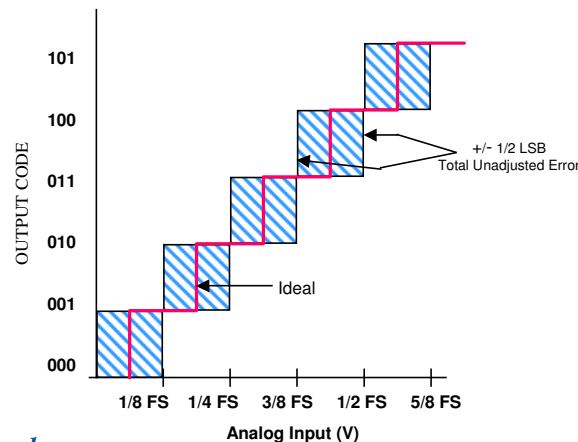 101
100
011
010
001
000
OUTPUT CODE
+/- 1/2 LSB
Total Unadjusted Error
Ideal
1/8 FS 1/4 FS 3/8 FS 1/2 FS 5/8 FS
Analog Input (V)